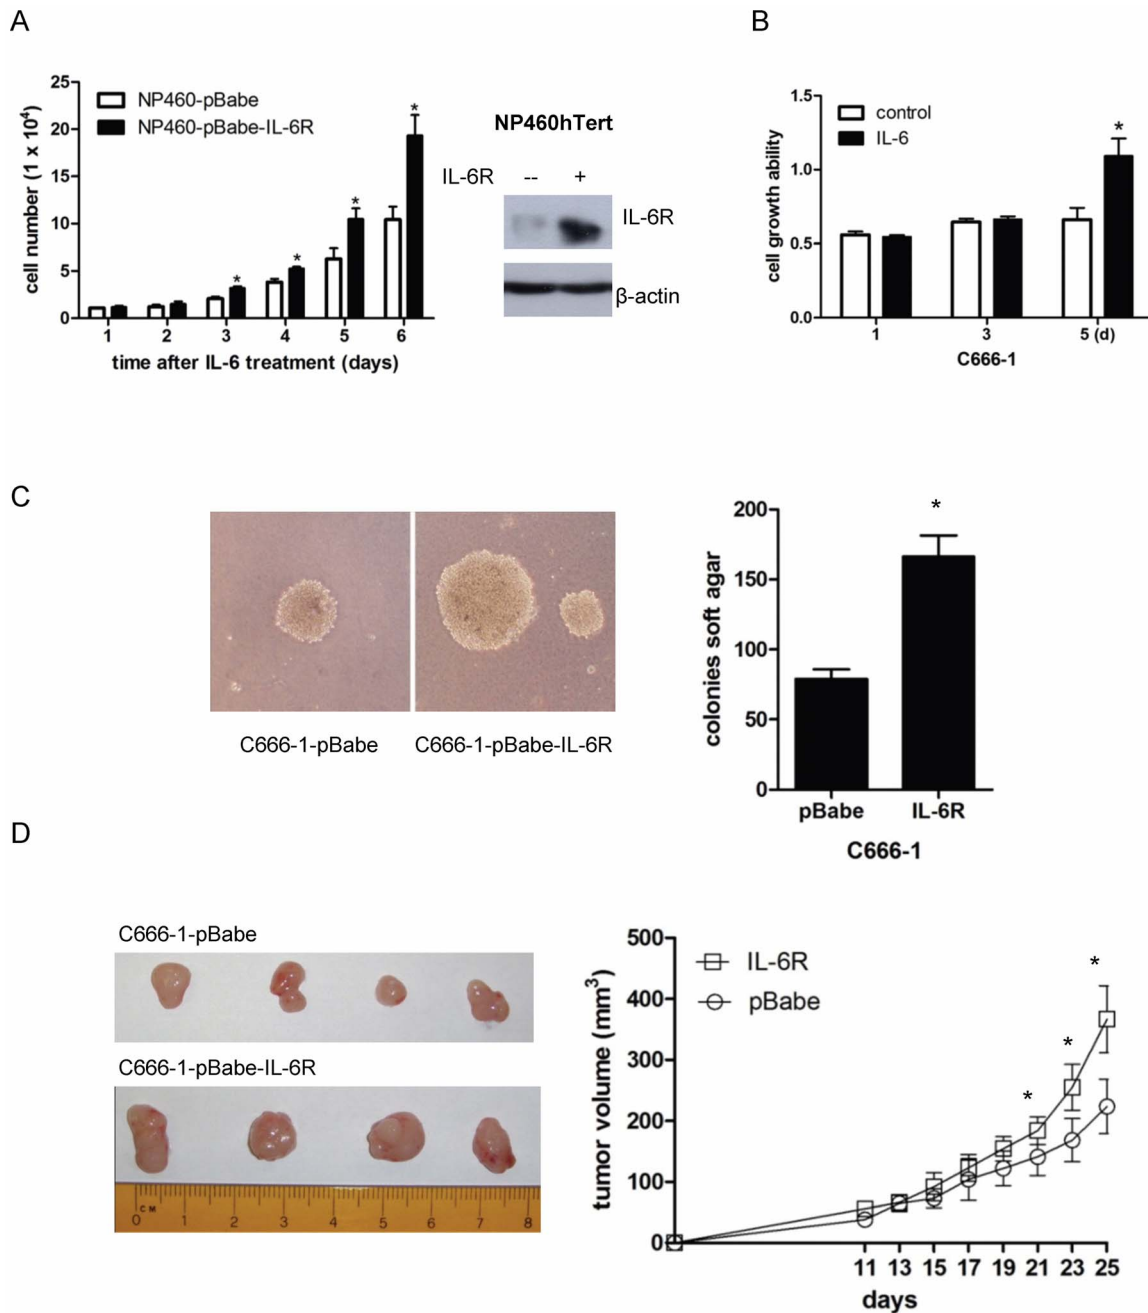 A
25
20
15
10
5
0
cell number (1 x 10⁴)
NP460-pBabe
NP460-pBabe-IL-6R
* * * *
1 2 3 4 5 6
time after IL-6 treatment (days)
NP460hTert
IL-6R -- +
IL-6R
β-actin
B
1.5
1.0
0.5
0.0
cell growth ability
control
IL-6
*
1 3 5 (d)
C666-1
C
C666-1-pBabe C666-1-pBabe-IL-6R
200
150
100
50
0
colonies soft agar
*
pBabe IL-6R
C666-1
D
C666-1-pBabe
C666-1-pBabe-IL-6R
CM
0 1 2 3 4 5 6 7 8
500
400
300
200
100
0
tumor volume (mm³)
IL-6R
pBabe
* * *
11 13 15 17 19 21 23 25
days